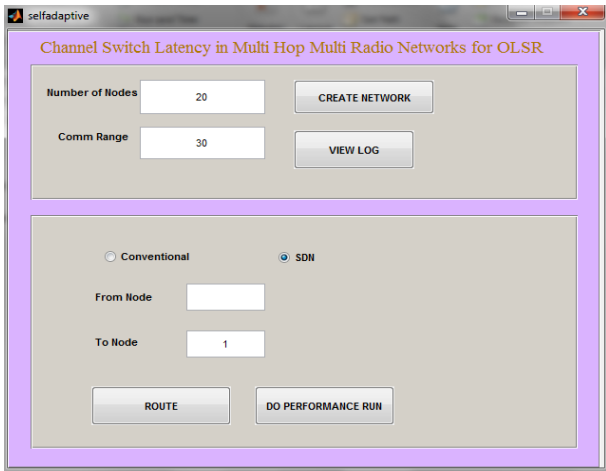 selfadaptive
Channel Switch Latency in Multi Hop Multi Radio Networks for OLSR
Number of Nodes 20 CREATE NETWORK
Comm Range 30 VIEW LOG
Conventional SDN
From Node
To Node 1
ROUTE DO PERFORMANCE RUN